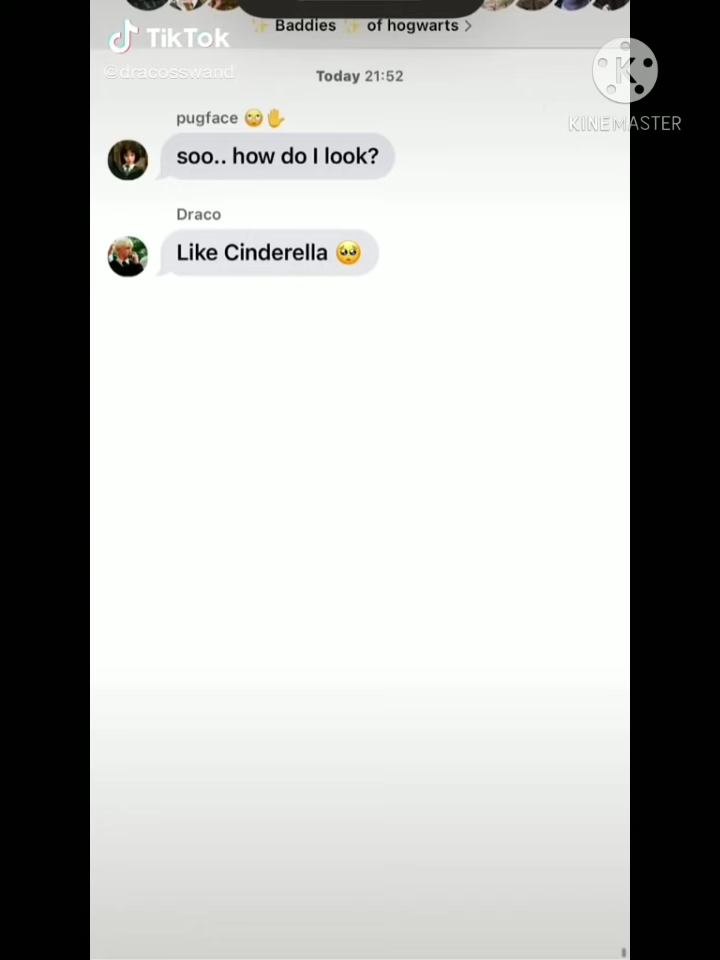 ✨ Baddies ✨ of hogwarts >
TikTok
@dracosswand
K
KINEMASTER
Today 21:52
pugface 🙄✋
soo.. how do I look?
Draco
Like Cinderella 🥺